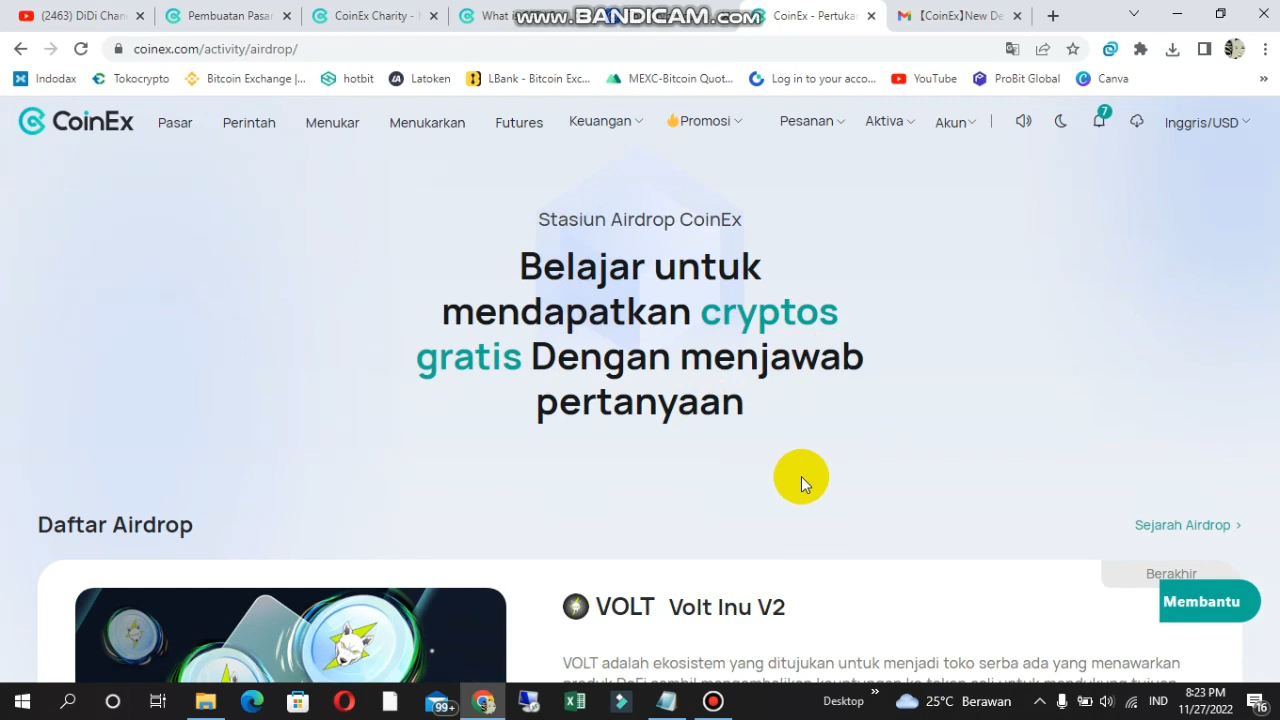 www.BANDICAM.com
(2463) DiDi Chan
Pembuatan Pasar
CoinEx Charity -
What i
CoinEx - Pertukar
【CoinEx】New De
coinex.com/activity/airdrop/
Indodax
Tokocrypto
Bitcoin Exchange |...
hotbit
Latoken
LBank - Bitcoin Exc...
MEXC-Bitcoin Quot...
Log in to your acco...
YouTube
ProBit Global
Canva
CoinEx
Pasar
Perintah
Menukar
Menukarkan
Futures
Keuangan
Promosi
Pesanan
Aktiva
Akun
7
Inggris/USD
Stasiun Airdrop CoinEx
Belajar untuk
mendapatkan cryptos
gratis Dengan menjawab
pertanyaan
Daftar Airdrop
Sejarah Airdrop >
Berakhir
Membantu
VOLT Volt Inu V2
VOLT adalah ekosistem yang ditujukan untuk menjadi toko serba ada yang menawarkan
99+
Desktop
25°C Berawan
IND
8:23 PM
11/27/2022
16